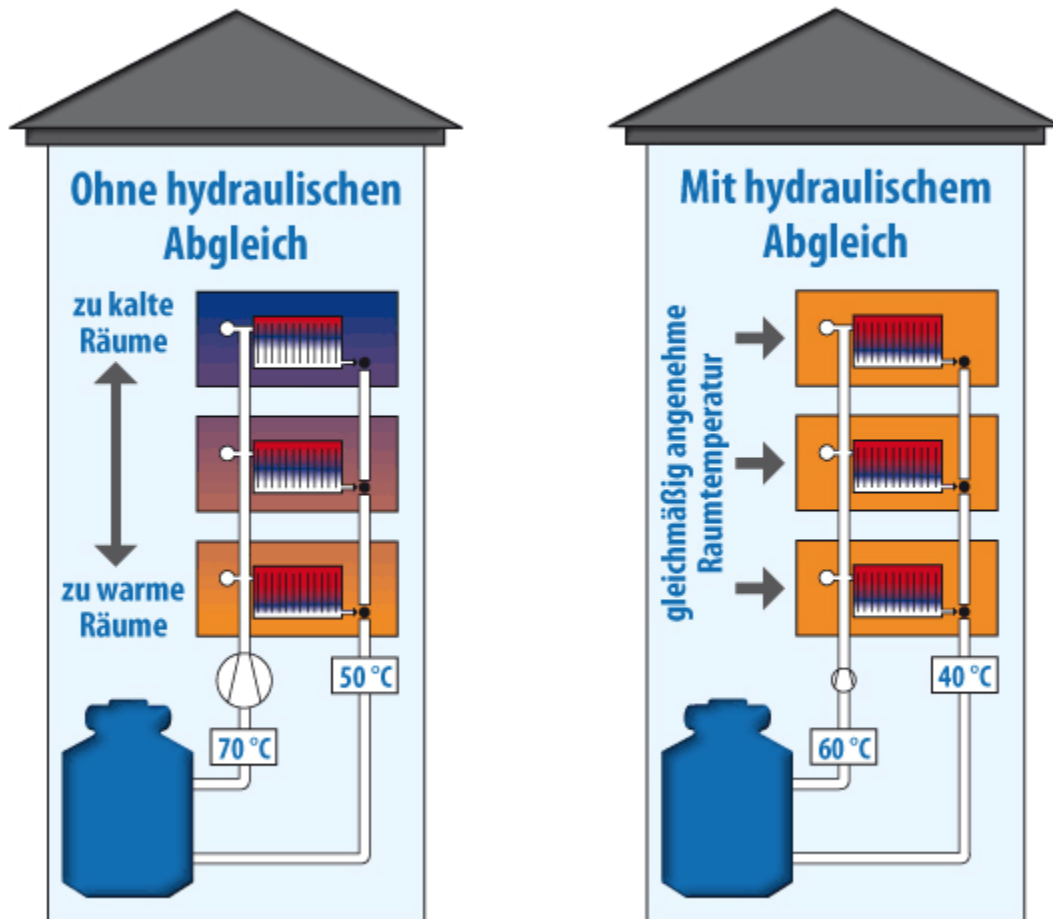 Ohne hydraulischen
Abgleich
zu kalte
Räume
zu warme
Räume
50 °C
70 °C
Mit hydraulischem
Abgleich
gleichmäßig angenehme
Raumtemperatur
40 °C
60 °C